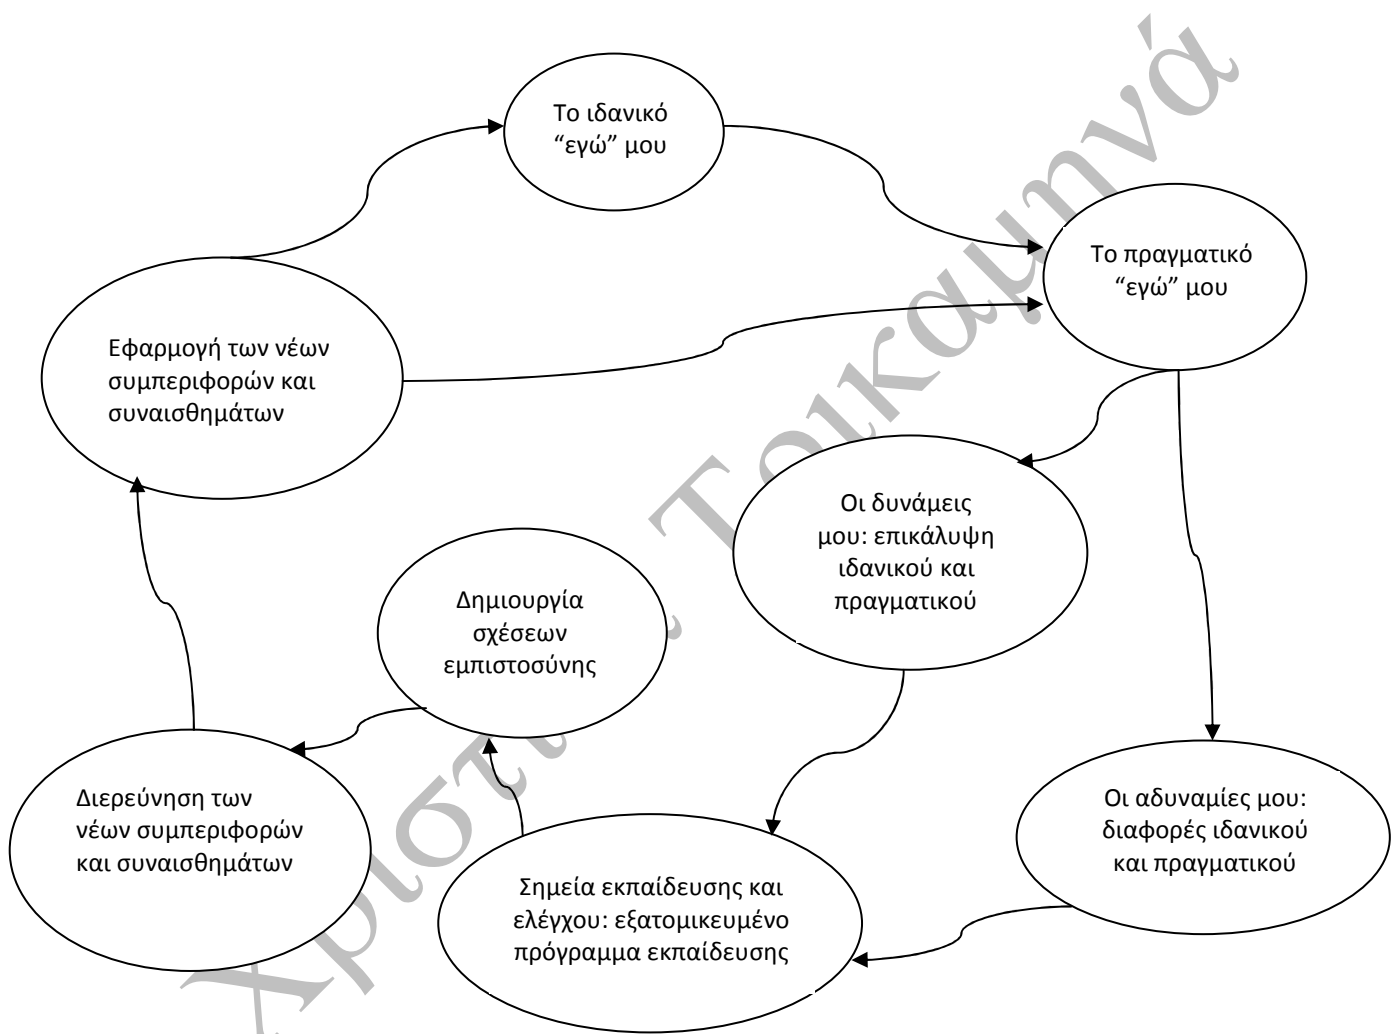 Το ιδανικό
“εγώ” μου
Το πραγματικό
“εγώ” μου
Εφαρμογή των νέων
συμπεριφορών και
συναισθημάτων
Οι δυνάμεις
μου: επικάλυψη
ιδανικού και
πραγματικού
Δημιουργία
σχέσεων
εμπιστοσύνης
Οι αδυναμίες μου:
διαφορές ιδανικού
και πραγματικού
Διερεύνηση των
νέων συμπεριφορών
και συναισθημάτων
Σημεία εκπαίδευσης και
ελέγχου: εξατομικευμένο
πρόγραμμα εκπαίδευσης